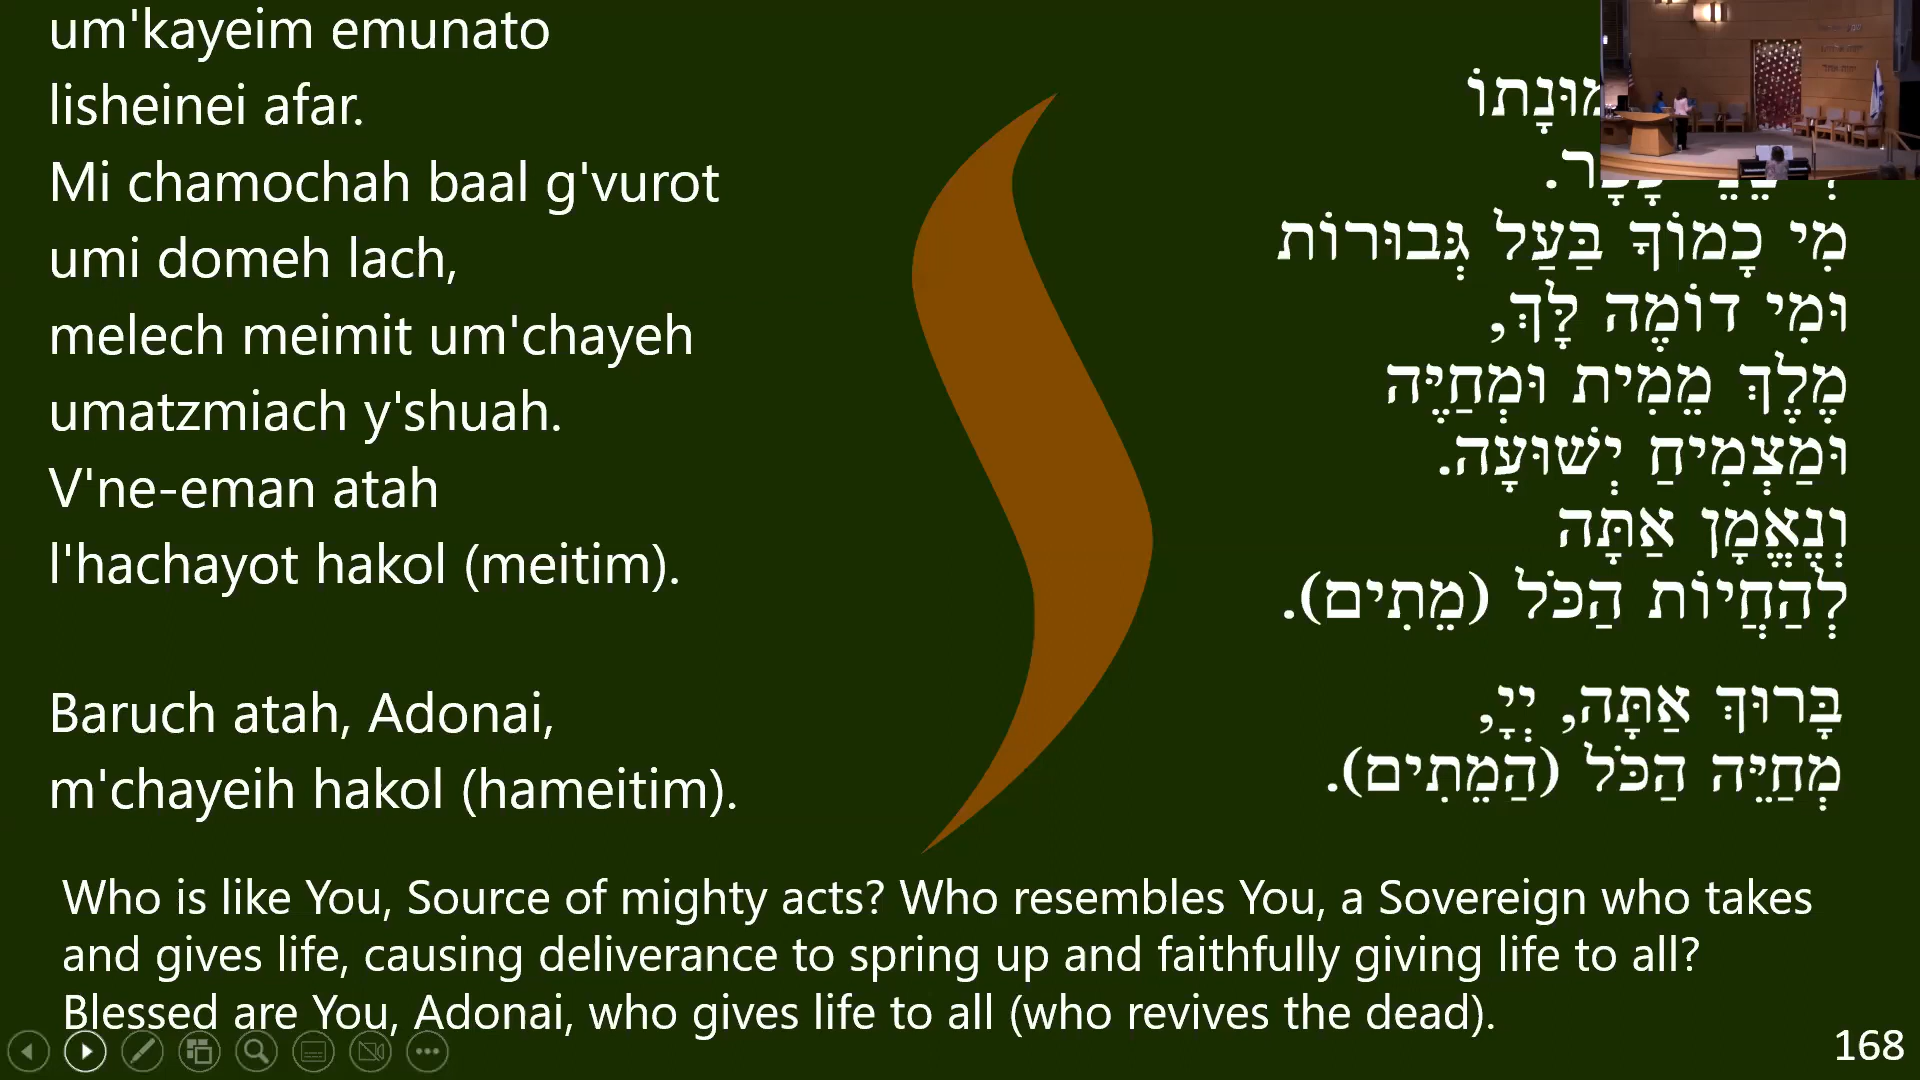 um'kayeim emunato
lisheinei afar.
Mi chamochah baal g'vurot
umi domeh lach,
melech meimit um'chayeh
umatzmiach y'shuah.
V'ne-eman atah
l'hachayot hakol (meitim).
Baruch atah, Adonai,
m'chayeih hakol (hameitim).
מִי כָמוֹךָ בַּעַל גְּבוּרוֹת
וּמִי דוֹמֶה לָּךְ,
מֶלֶךְ מֵמִית וּמְחַיֶּה
וּמַצְמִיחַ יְשׁוּעָה.
וְנֶאֱמָן אַתָּה
לְהַחֲיוֹת הַכֹּל (מֵתִים).
בָּרוּךְ אַתָּה, יְיָ,
מְחַיֵּה הַכֹּל (הַמֵּתִים).
Who is like You, Source of mighty acts? Who resembles You, a Sovereign who takes
and gives life, causing deliverance to spring up and faithfully giving life to all?
Blessed are You, Adonai, who gives life to all (who revives the dead).
168